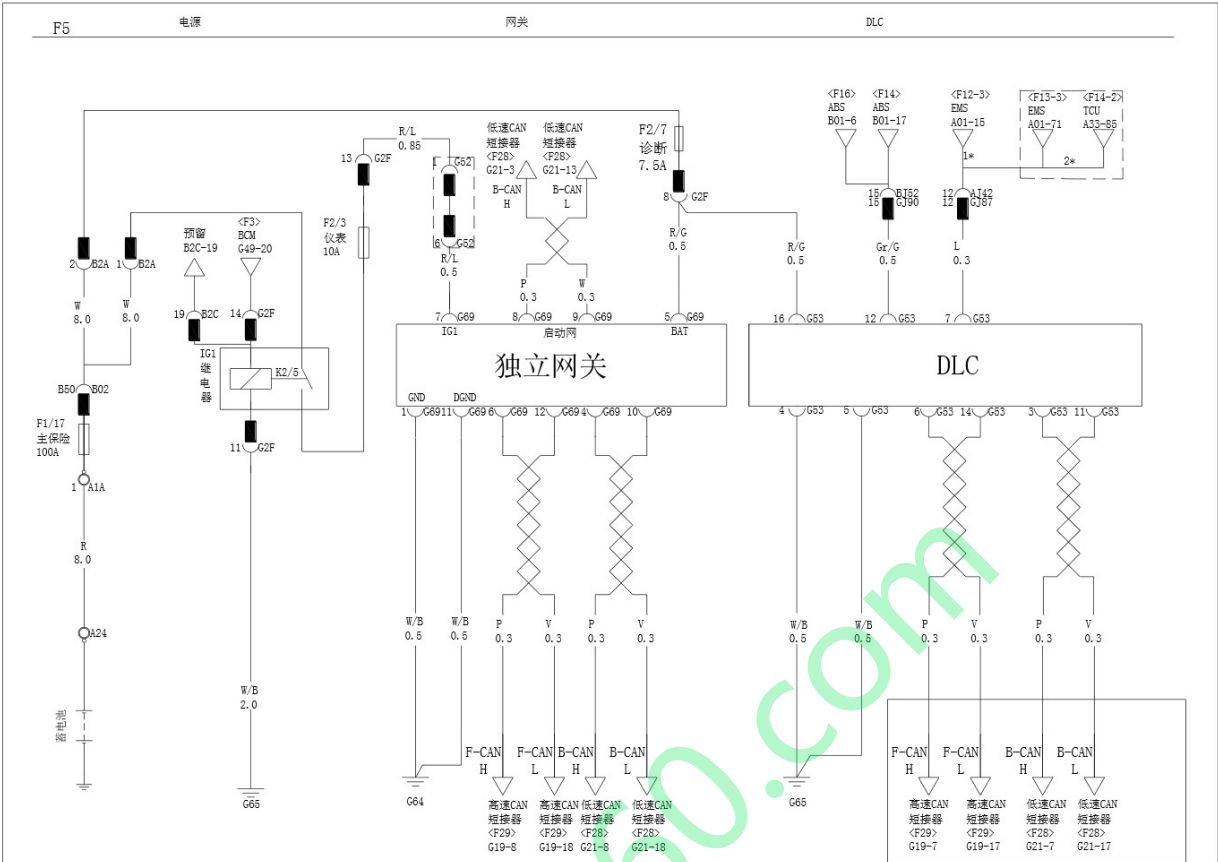 F5
电源
网关
DLC
<F16>
ABS
B01-6
<F14>
ABS
B01-17
<F12-3>
EMS
A01-15
<F13-3>
EMS
A01-71
<F14-2>
TCU
A33-85
1*
2*
R/L
0.85
低速CAN
短接器
<F28>
G21-3
低速CAN
短接器
<F28>
G21-13
F2/7
诊断
7.5A
13
G2F
1
G52
B-CAN
H
B-CAN
L
8
G2F
15
BJ52
15
GJ90
12
AJ42
12
GJ87
预留
B2C-19
<F3>
BCM
G49-20
F2/3
仪表
10A
6
G52
R/L
0.5
R/G
0.5
R/G
0.5
Gr/G
0.5
L
0.3
2
B2A
1
B2A
P
0.3
W
0.3
W
8.0
W
8.0
19
B2C
14
G2F
7
G69
8
G69
9
G69
5
G69
16
G53
12
G53
7
G53
IG1
启动网
BAT
IG1
继
电
器
K2/5
独立网关
DLC
B50
B02
GND
DGND
1
G69
11
G69
6
G69
12
G69
4
G69
10
G69
4
G53
5
G53
6
G53
14
G53
3
G53
11
G53
F1/17
主保险
100A
11
G2F
1
A1A
R
8.0
W/B
0.5
W/B
0.5
P
0.3
V
0.3
P
0.3
V
0.3
W/B
0.5
W/B
0.5
P
0.3
V
0.3
P
0.3
V
0.3
A24
W/B
2.0
蓄电池
F-CAN
H
F-CAN
L
B-CAN
H
B-CAN
L
F-CAN
H
F-CAN
L
B-CAN
H
B-CAN
L
G65
G64
G65
高速CAN
短接器
<F29>
G19-8
高速CAN
短接器
<F29>
G19-18
低速CAN
短接器
<F28>
G21-8
低速CAN
短接器
<F28>
G21-18
高速CAN
短接器
<F29>
G19-7
高速CAN
短接器
<F29>
G19-17
低速CAN
短接器
<F28>
G21-7
低速CAN
短接器
<F28>
G21-17
60.com